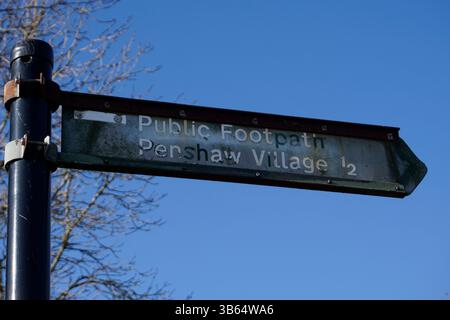 Public Footpath
Penshaw Village ½